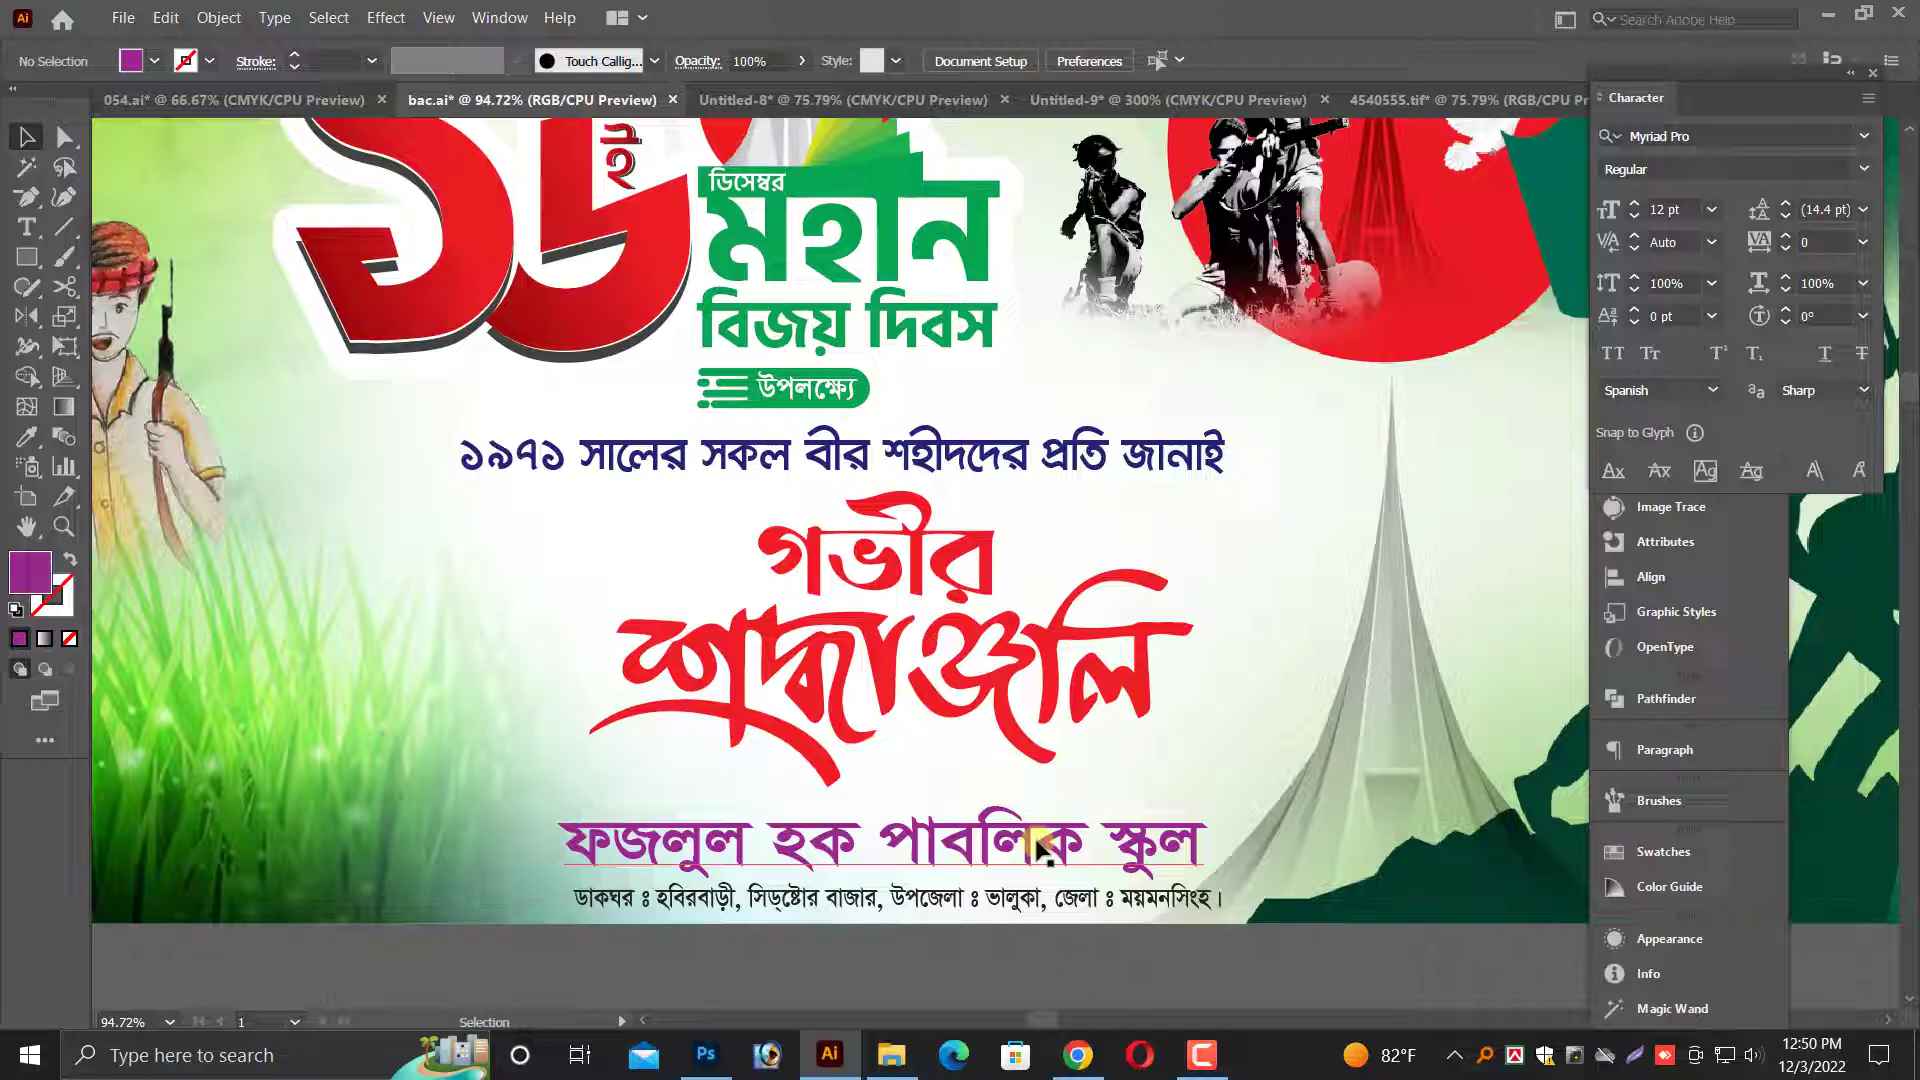 File Edit Object Type Select Effect View Window Help
Search Adobe Help
No Selection Stroke: Touch Callig... Opacity: 100% Style: Document Setup Preferences
054.ai* @ 66.67% (CMYK/CPU Preview) bac.ai* @ 94.72% (RGB/CPU Preview) Untitled-8* @ 75.79% (CMYK/CPU Preview) Untitled-9* @ 300% (CMYK/CPU Preview) 4540555.tif* @ 75.79% (RGB/CPU Pr
Character
Myriad Pro
Regular
12 pt (14.4 pt)
Auto 0
100% 100%
0 pt 0°
Spanish Sharp
Snap to Glyph
Image Trace
Attributes
Align
Graphic Styles
OpenType
Pathfinder
Paragraph
Brushes
Swatches
Color Guide
Appearance
Info
Magic Wand
১৬ই
ডিসেম্বর
মহান
বিজয় দিবস
উপলক্ষ্যে
১৯৭১ সালের সকল বীর শহীদদের প্রতি জানাই
গভীর
শ্রদ্ধাঞ্জলি
ফজলুল হক পাবলিক স্কুল
ডাকঘর ঃ হবিরবাড়ী, সিড্ষ্টোর বাজার, উপজেলা ঃ ভালুকা, জেলা ঃ ময়মনসিংহ।
94.72% 1 Selection
Type here to search
82°F
12:50 PM
12/3/2022